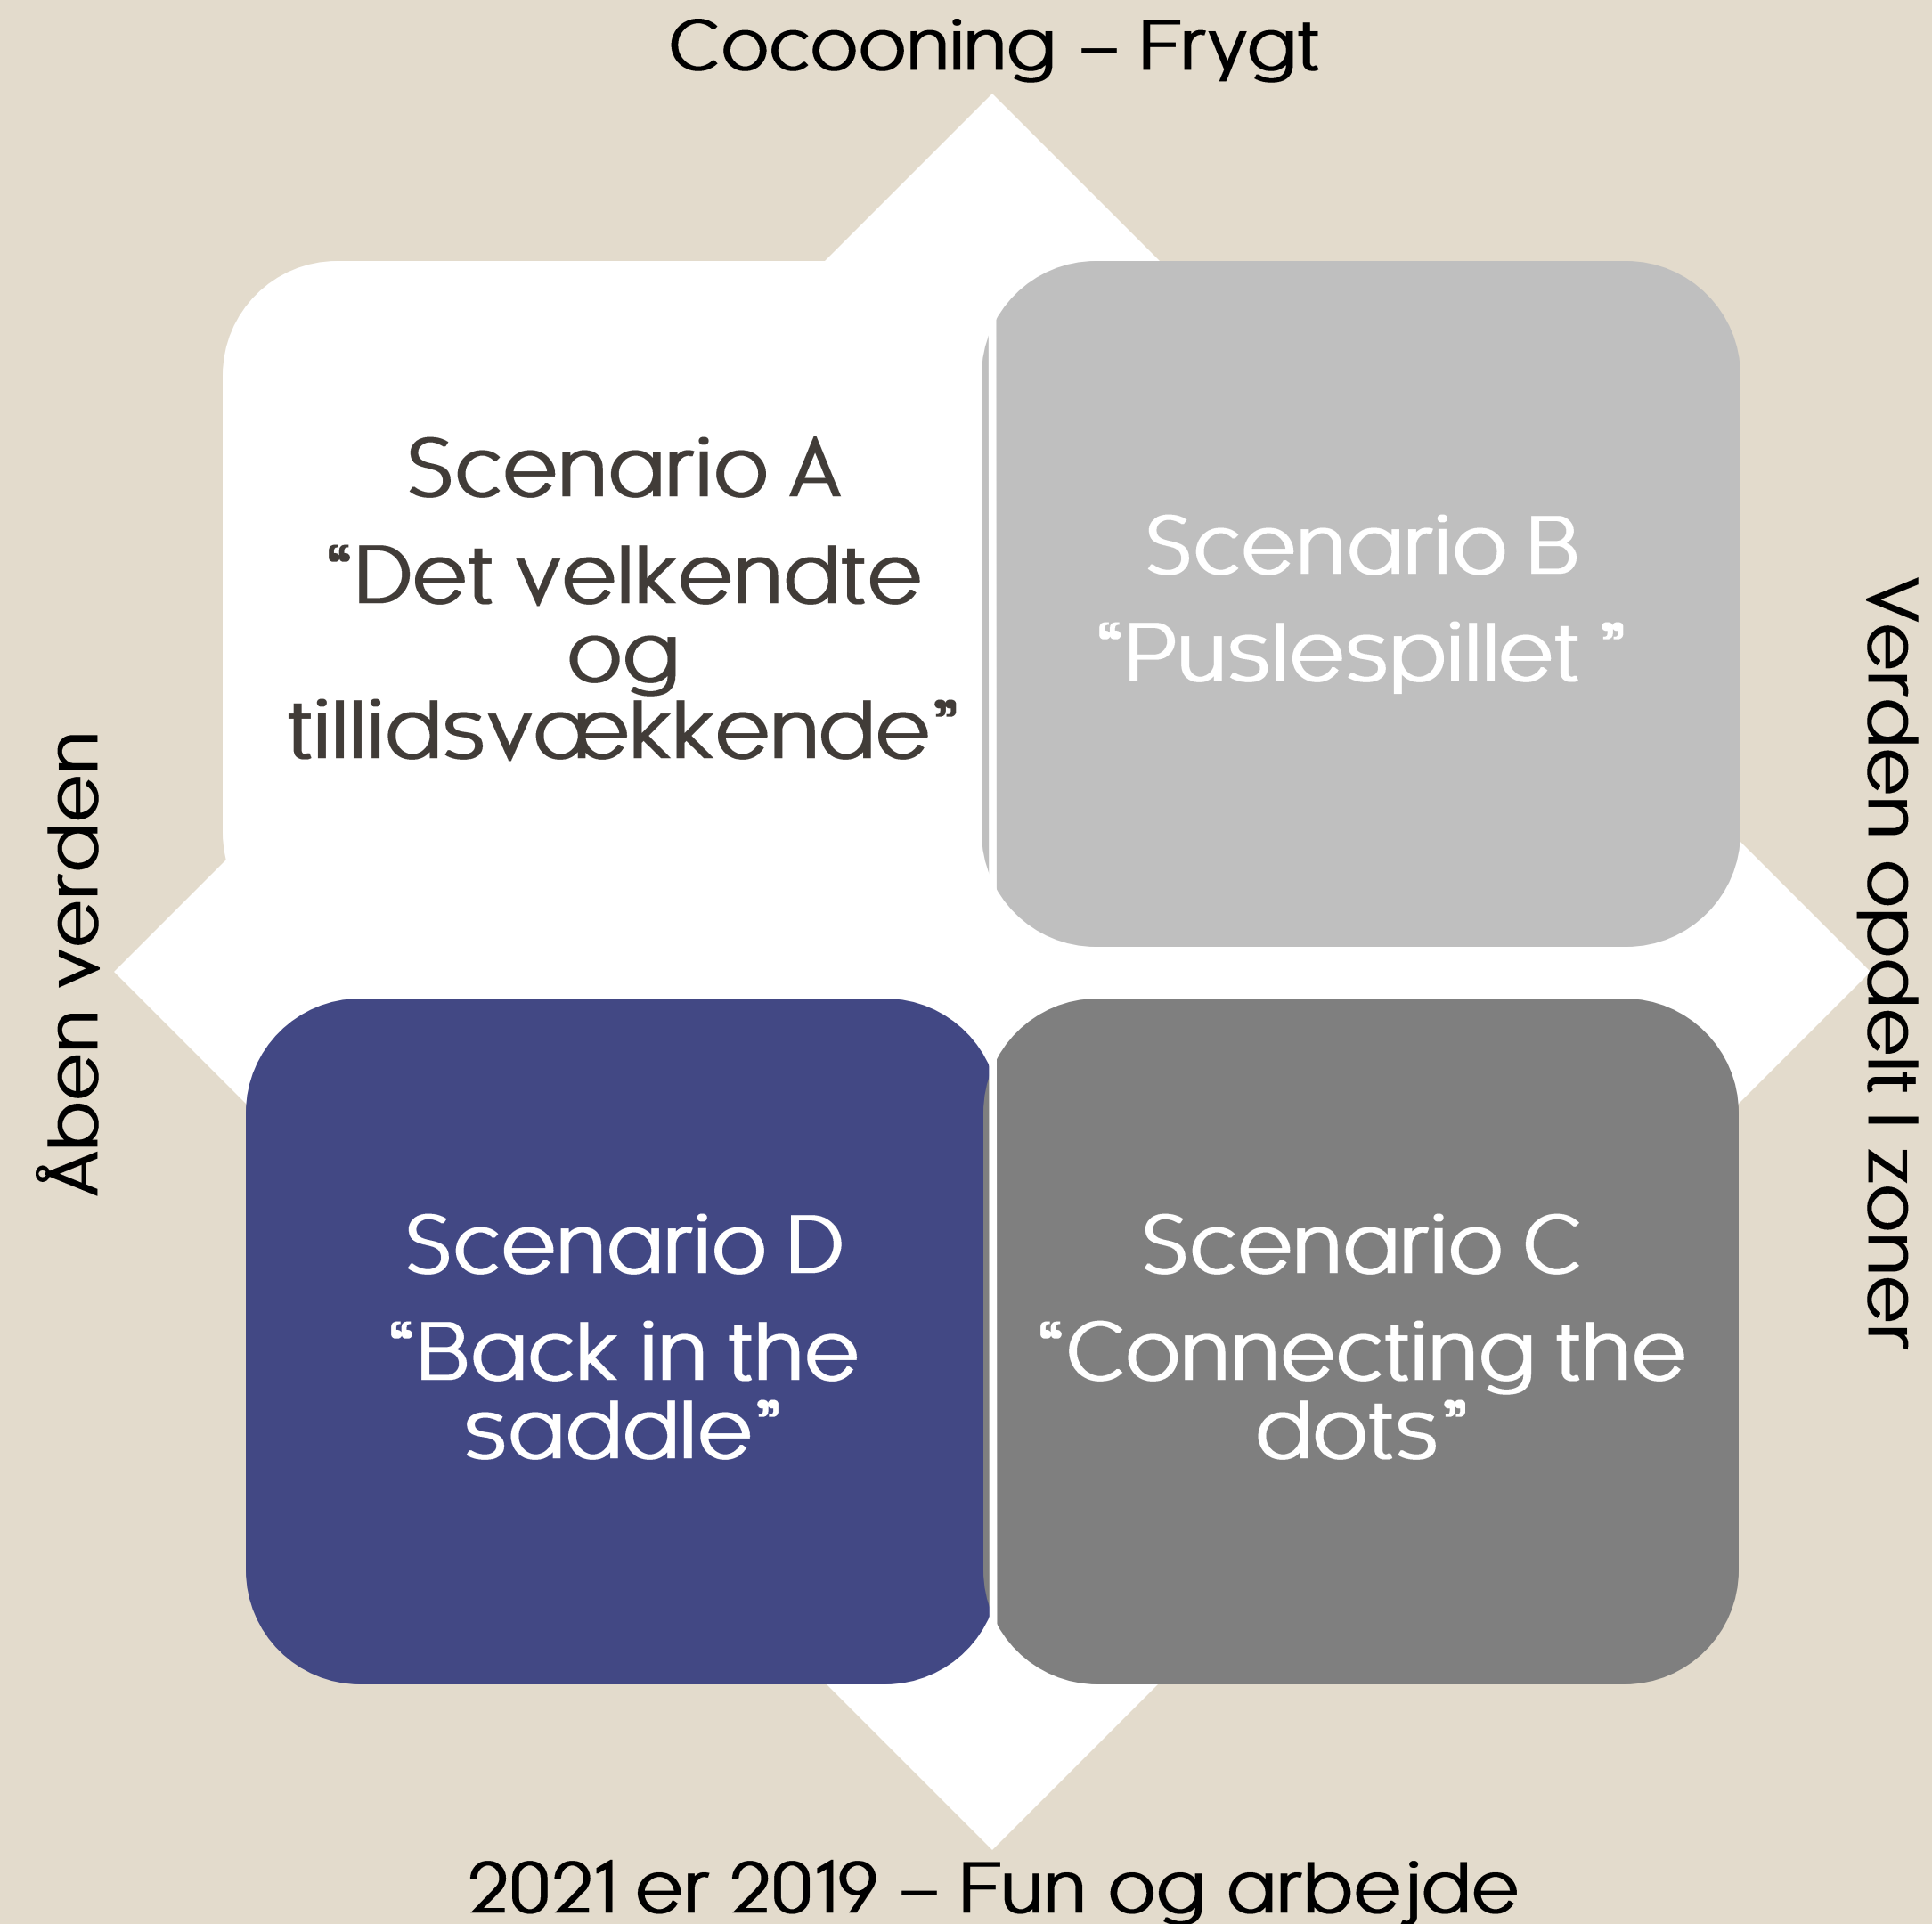 Cocooning – Frygt
Scenario A
“Det velkendte
og
tillidsvækkende”
Scenario B
“Puslespillet ”
Åben verden
Verden opdelt I zoner
Scenario D
“Back in the
saddle”
Scenario C
“Connecting the
dots”
2021 er 2019 – Fun og arbejde